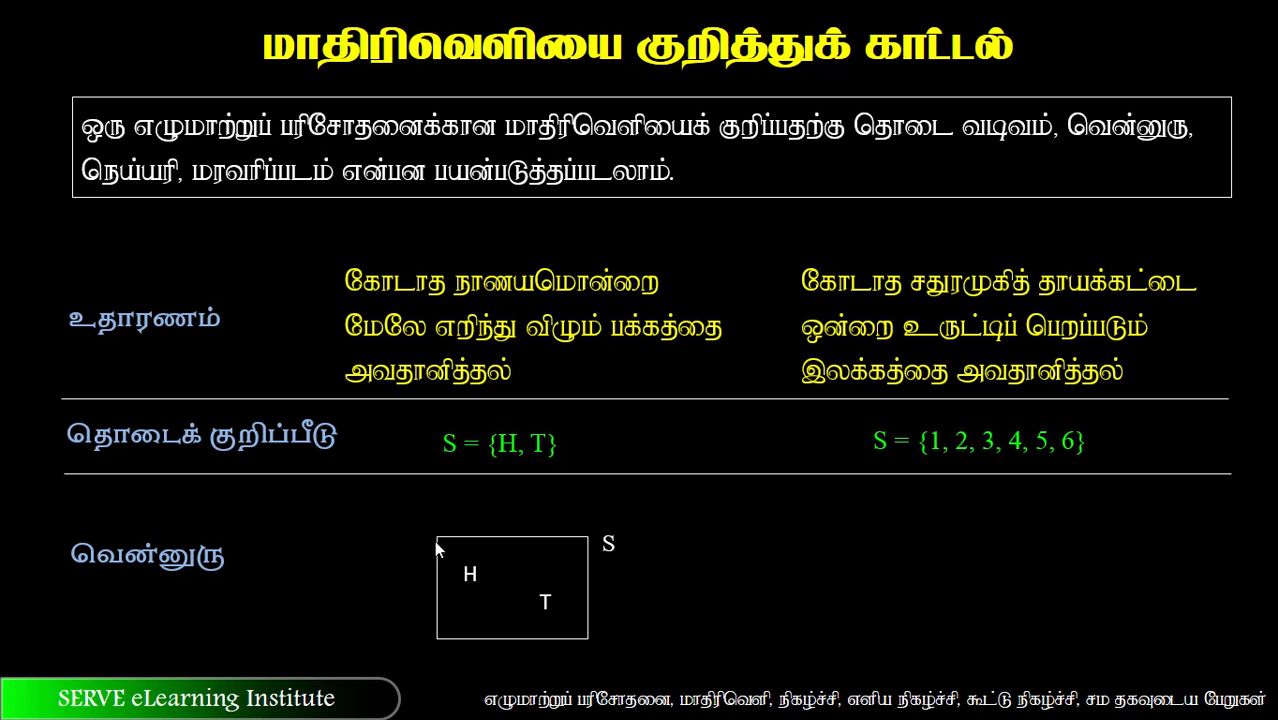 மாதிரிவெளியை குறித்துக் காட்டல்
ஒரு எழுமாற்றுப் பரிசோதனைக்கான மாதிரிவெளியைக் குறிப்பதற்கு தொடை வடிவம், வென்னுரு,
நெய்யரி, மரவரிப்படம் என்பன பயன்படுத்தப்படலாம்.
உதாரணம்
கோடாத நாணயமொன்றை
மேலே எறிந்து விழும் பக்கத்தை
அவதானித்தல்
கோடாத சதுரமுகித் தாயக்கட்டை
ஒன்றை உருட்டிப் பெறப்படும்
இலக்கத்தை அவதானித்தல்
தொடைக் குறிப்பீடு
S = {H, T}
S = {1, 2, 3, 4, 5, 6}
வென்னுரு
S
H
T
SERVE eLearning Institute
எழுமாற்றுப் பரிசோதனை, மாதிரிவெளி, நிகழ்ச்சி, எளிய நிகழ்ச்சி, கூட்டு நிகழ்ச்சி, சம தகவுடைய பேறுகள்